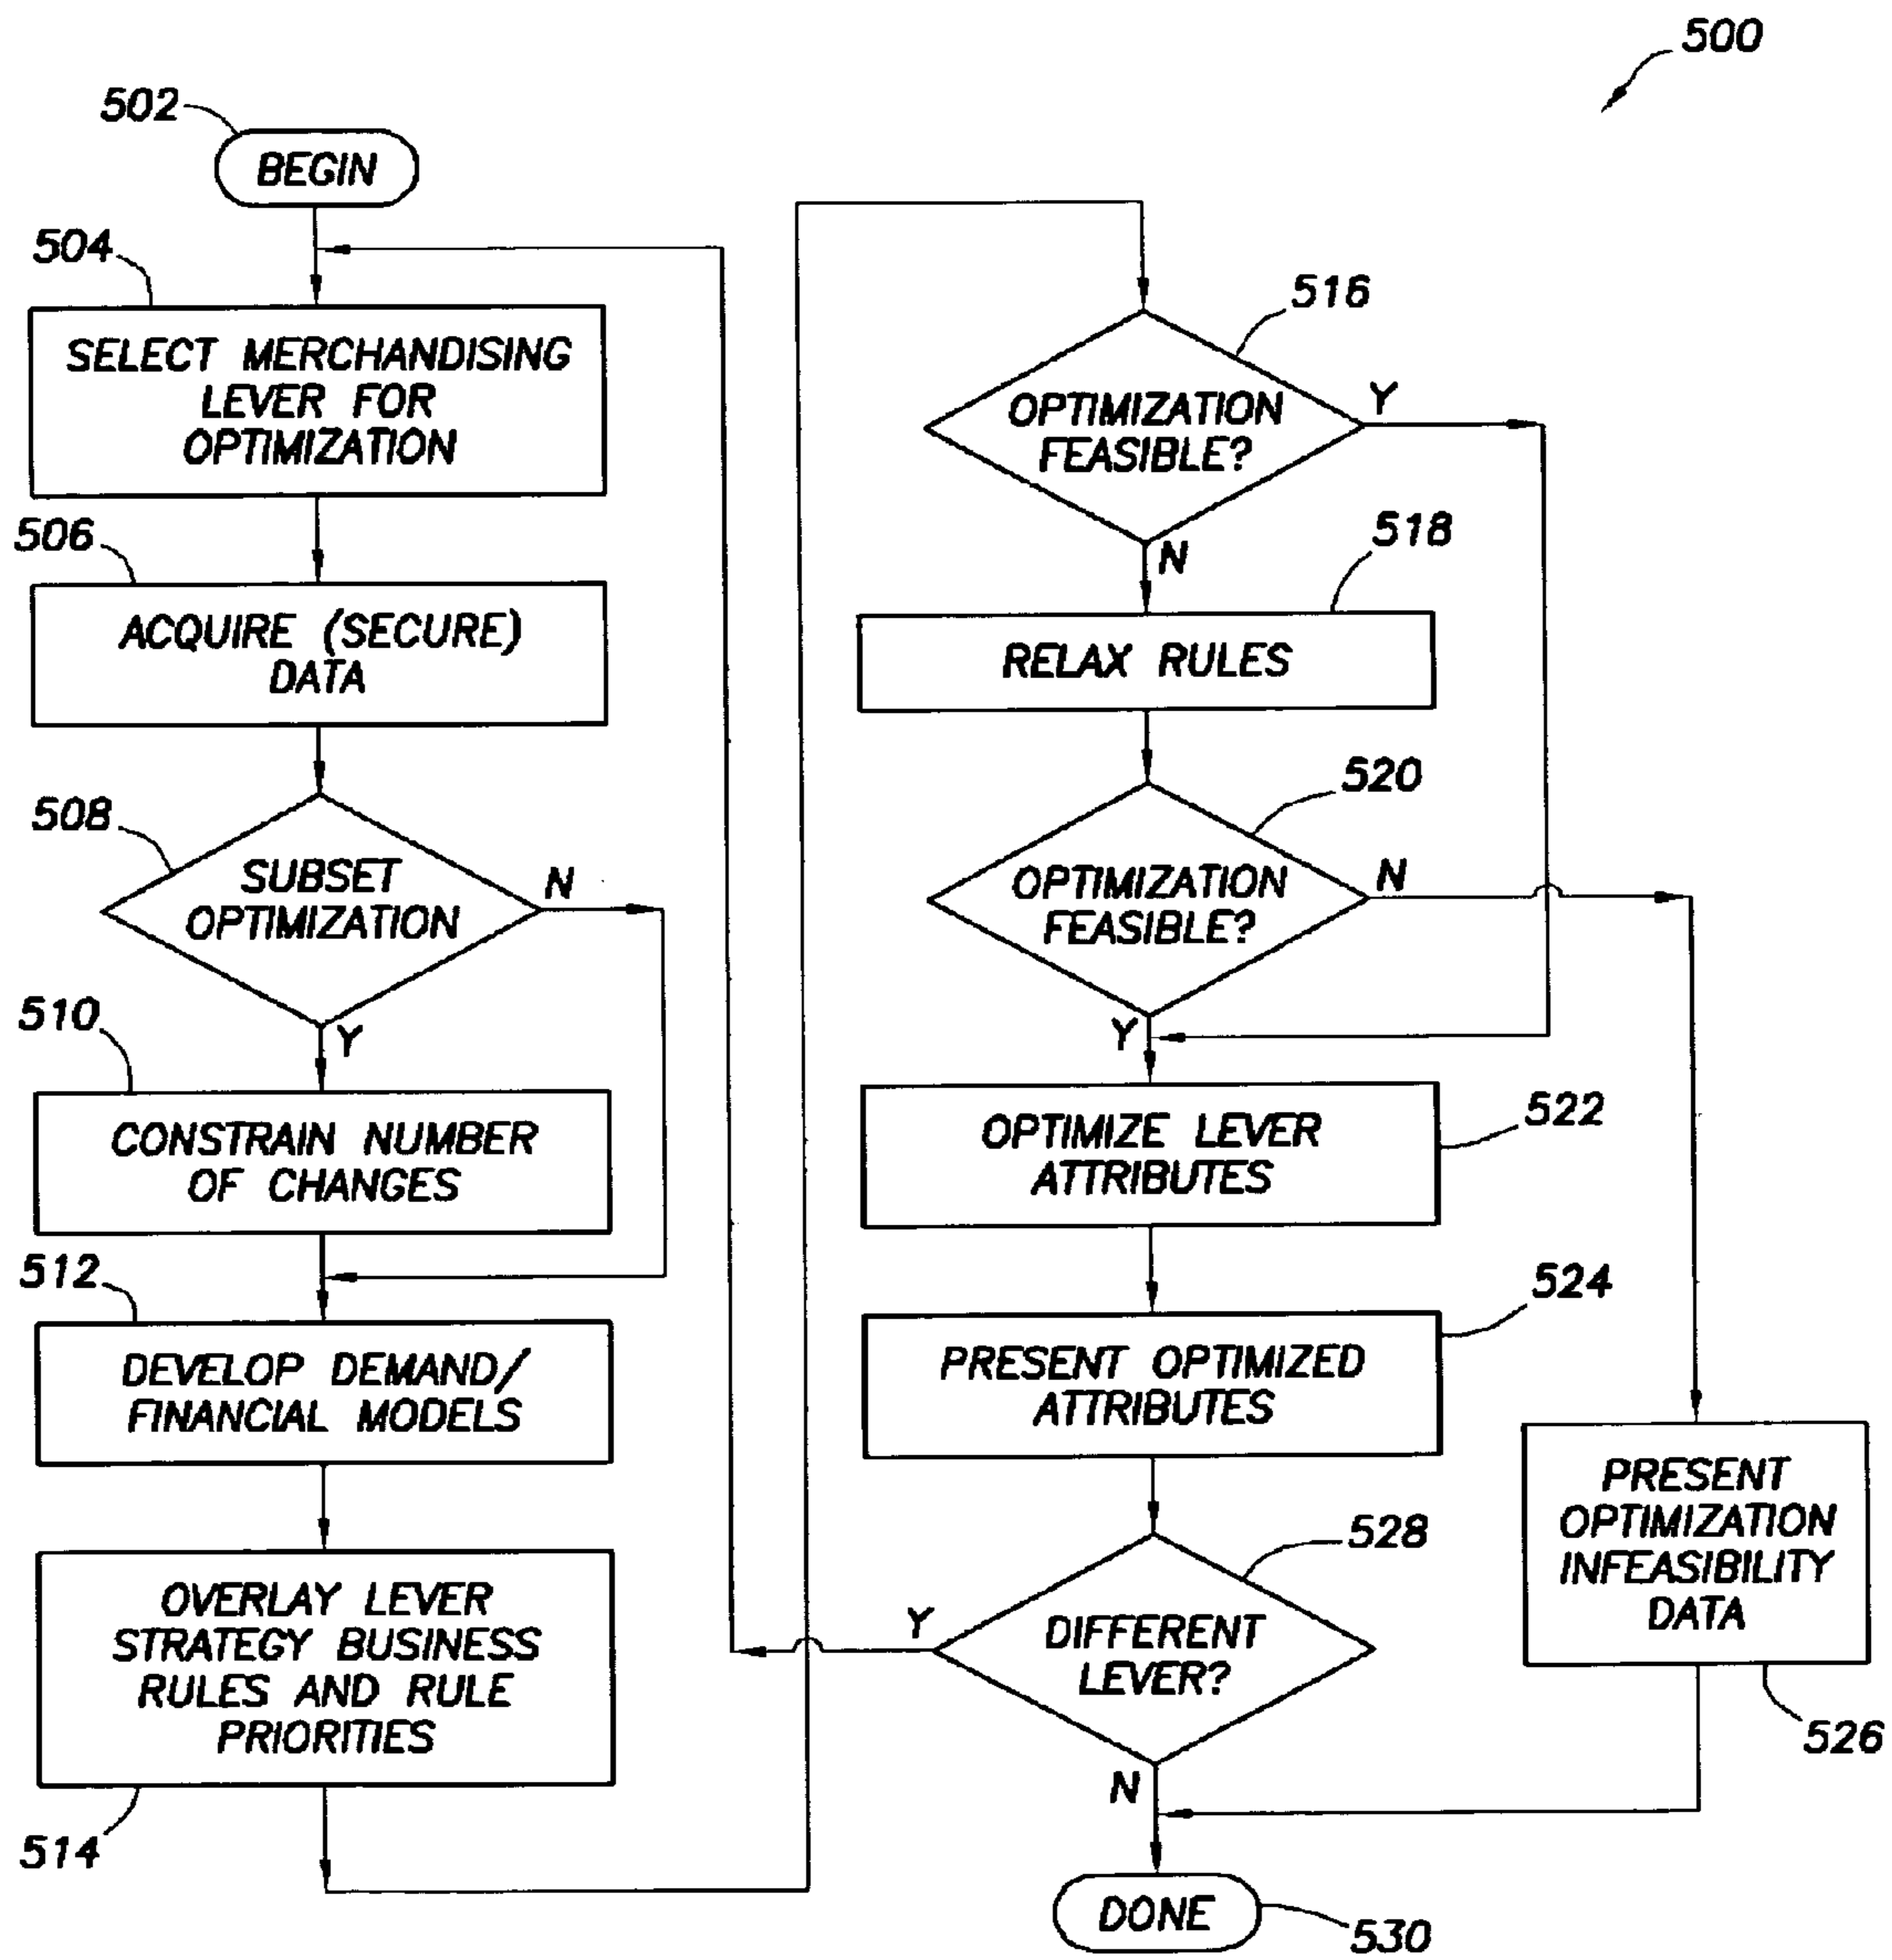 500
502
BEGIN
504
SELECT MERCHANDISING
LEVER FOR
OPTIMIZATION
506
ACQUIRE (SECURE)
DATA
508
SUBSET
OPTIMIZATION
N
Y
510
CONSTRAIN NUMBER
OF CHANGES
512
DEVELOP DEMAND/
FINANCIAL MODELS
OVERLAY LEVER
STRATEGY BUSINESS
RULES AND RULE
PRIORITIES
514
516
OPTIMIZATION
FEASIBLE?
Y
N
518
RELAX RULES
520
OPTIMIZATION
FEASIBLE?
N
Y
522
OPTIMIZE LEVER
ATTRIBUTES
524
PRESENT OPTIMIZED
ATTRIBUTES
528
DIFFERENT
LEVER?
Y
N
PRESENT
OPTIMIZATION
INFEASIBILITY
DATA
526
DONE
530